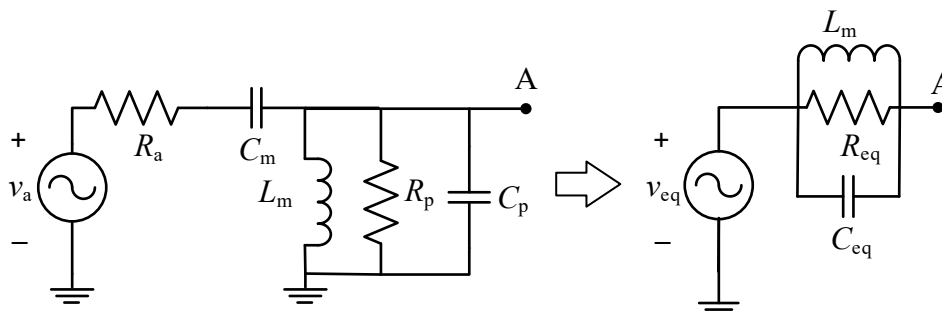 L_m
A
A
+
R_a
C_m
R_eq
+
v_a
L_m
R_p
C_p
v_eq
C_eq
−
−